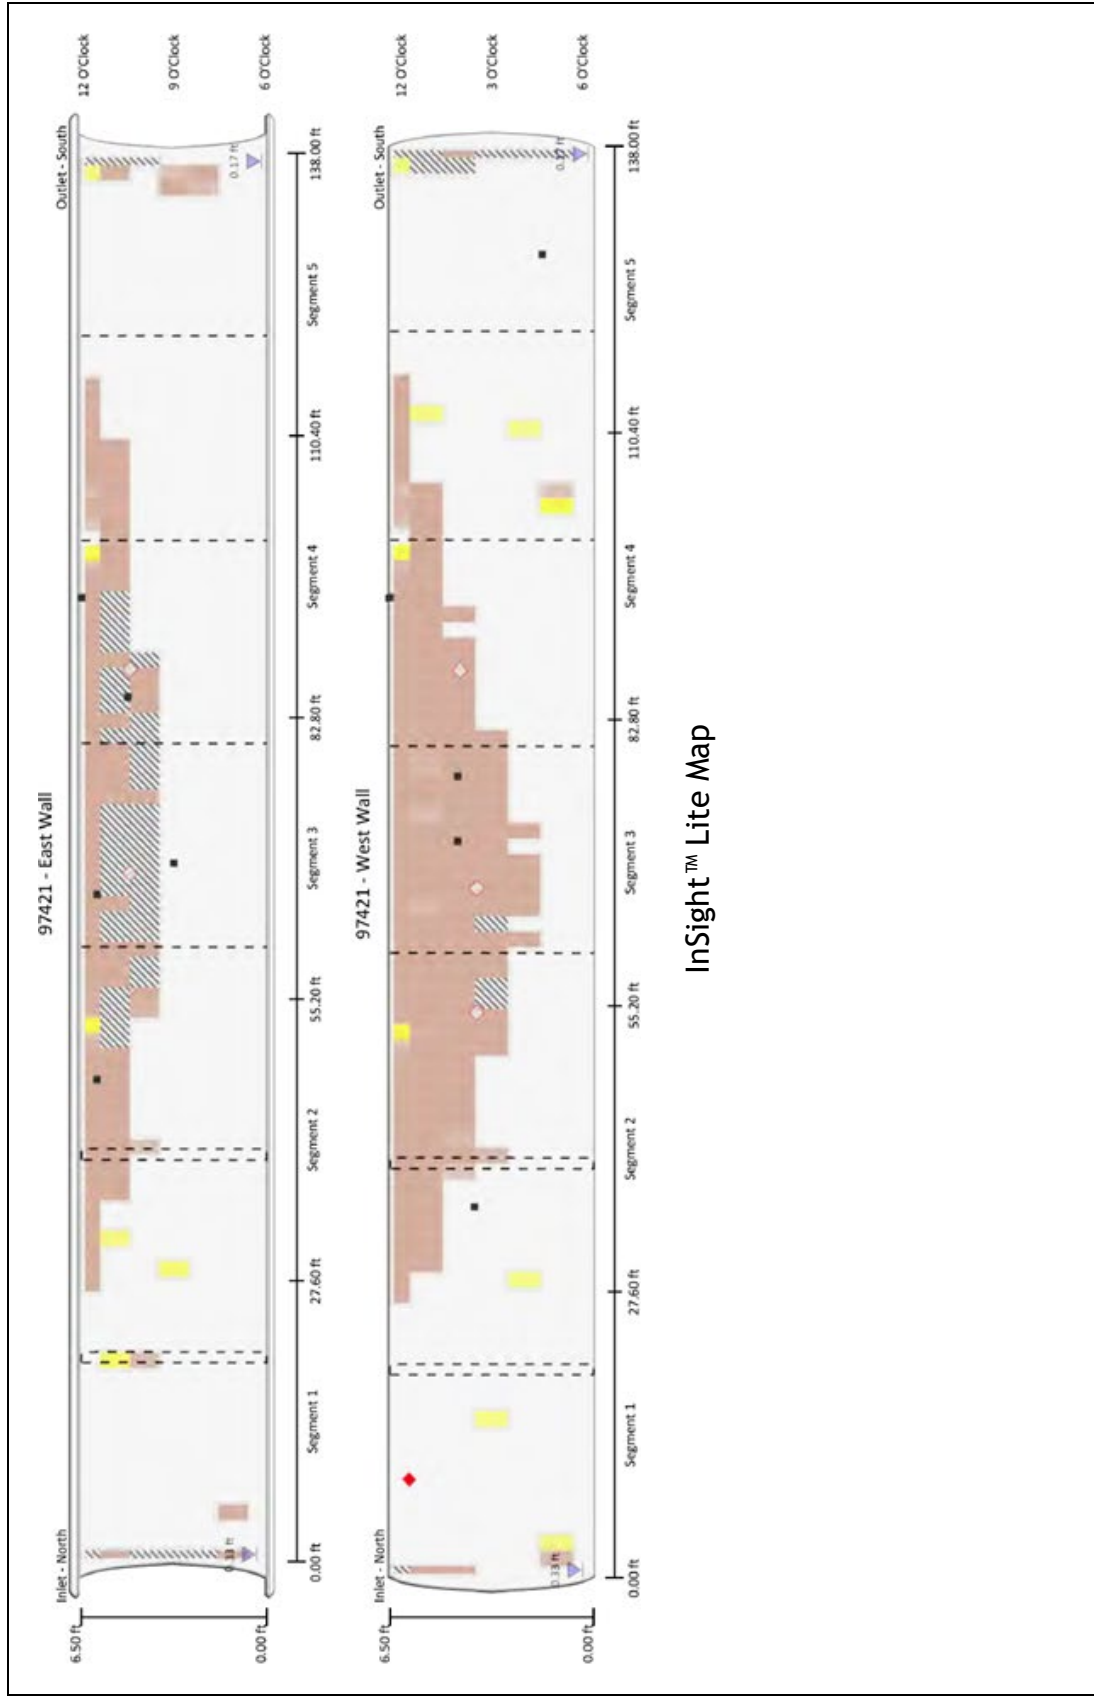 97421 - East Wall
Inlet - North
Outlet - South
6.50 ft
0.00 ft
12 O'Clock
9 O'Clock
6 O'Clock
0.33 ft
0.17 ft
0.00 ft
Segment 1
27.60 ft
Segment 2
55.20 ft
Segment 3
82.80 ft
Segment 4
110.40 ft
Segment 5
138.00 ft
97421 - West Wall
Inlet - North
Outlet - South
6.50 ft
0.00 ft
12 O'Clock
3 O'Clock
6 O'Clock
0.33 ft
0.17 ft
0.00 ft
Segment 1
27.60 ft
Segment 2
55.20 ft
Segment 3
82.80 ft
Segment 4
110.40 ft
Segment 5
138.00 ft
InSight™ Lite Map